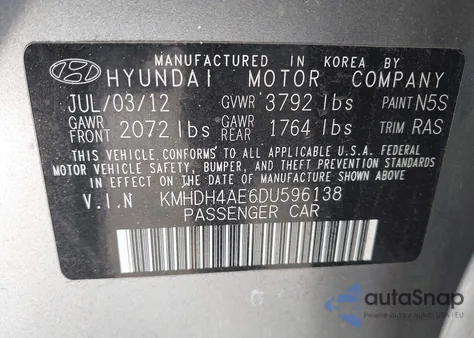 MANUFACTURED IN KOREA BY
HYUNDAI MOTOR COMPANY
JUL/03/12 GVWR 3792 lbs PAINT N5S
GAWR FRONT 2072 lbs GAWR REAR 1764 lbs TRIM RAS
THIS VEHICLE CONFORMS TO ALL APPLICABLE U.S.A. FEDERAL
MOTOR VEHICLE SAFETY, BUMPER, AND THEFT PREVENTION STANDARDS
IN EFFECT ON THE DATE OF MANUFACTURE SHOWN ABOVE.
V.I.N KMHDH4AE6DU596138
PASSENGER CAR
autoSnap